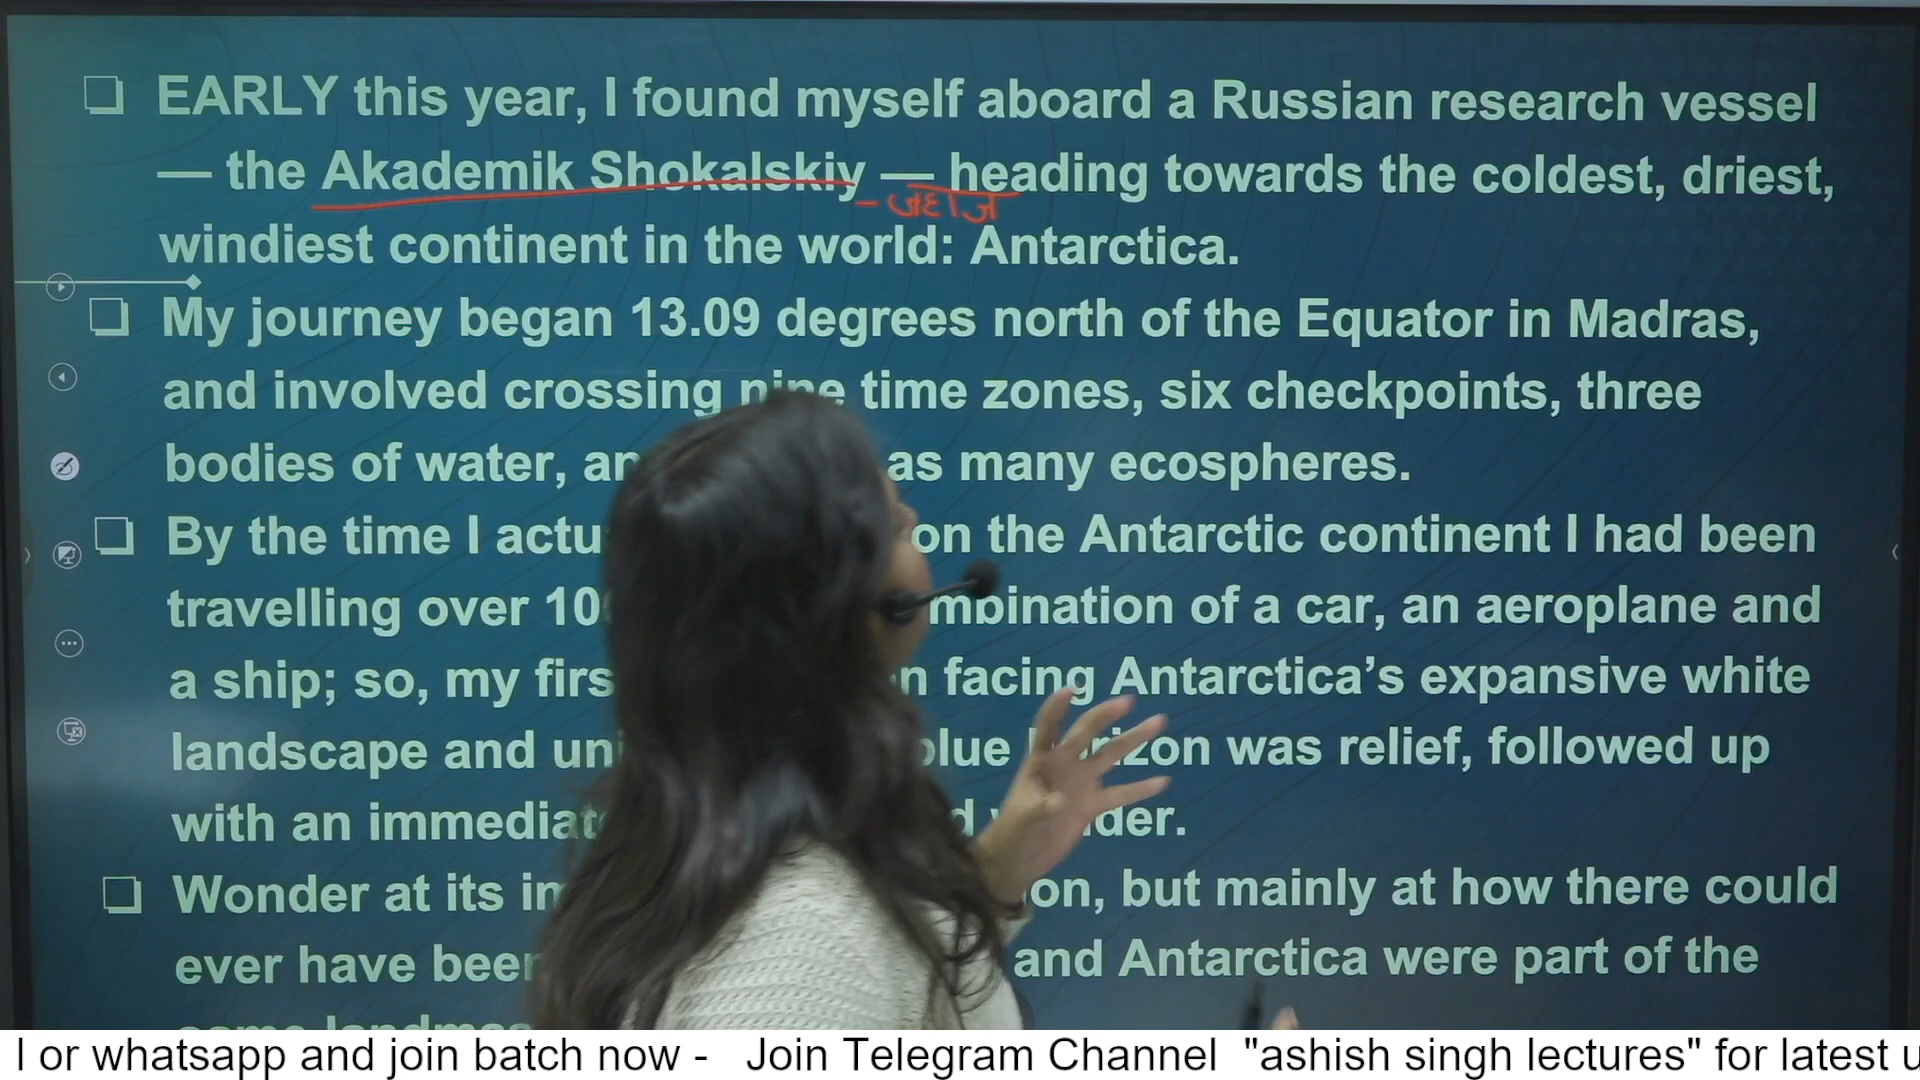 EARLY this year, I found myself aboard a Russian research vessel
— the Akademik Shokalskiy — heading towards the coldest, driest,
– जहाज
windiest continent in the world: Antarctica.
My journey began 13.09 degrees north of the Equator in Madras,
and involved crossing nine time zones, six checkpoints, three
bodies of water, as many ecospheres.
By the time I on the Antarctic continent I had been
travelling over of a car, an aeroplane and
a ship; so, my facing Antarctica’s expansive white
landscape and horizon was relief, followed up
with an
Wonder at its but mainly at how there could
ever have and Antarctica were part of the
I or whatsapp and join batch now - Join Telegram Channel "ashish singh lectures" for latest